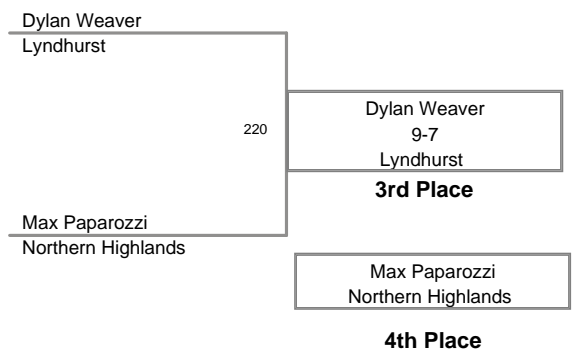 Dylan Weaver
Lyndhurst
220
Dylan Weaver
9-7
Lyndhurst
3rd Place
Max Paparozzi
Northern Highlands
Max Paparozzi
Northern Highlands
4th Place